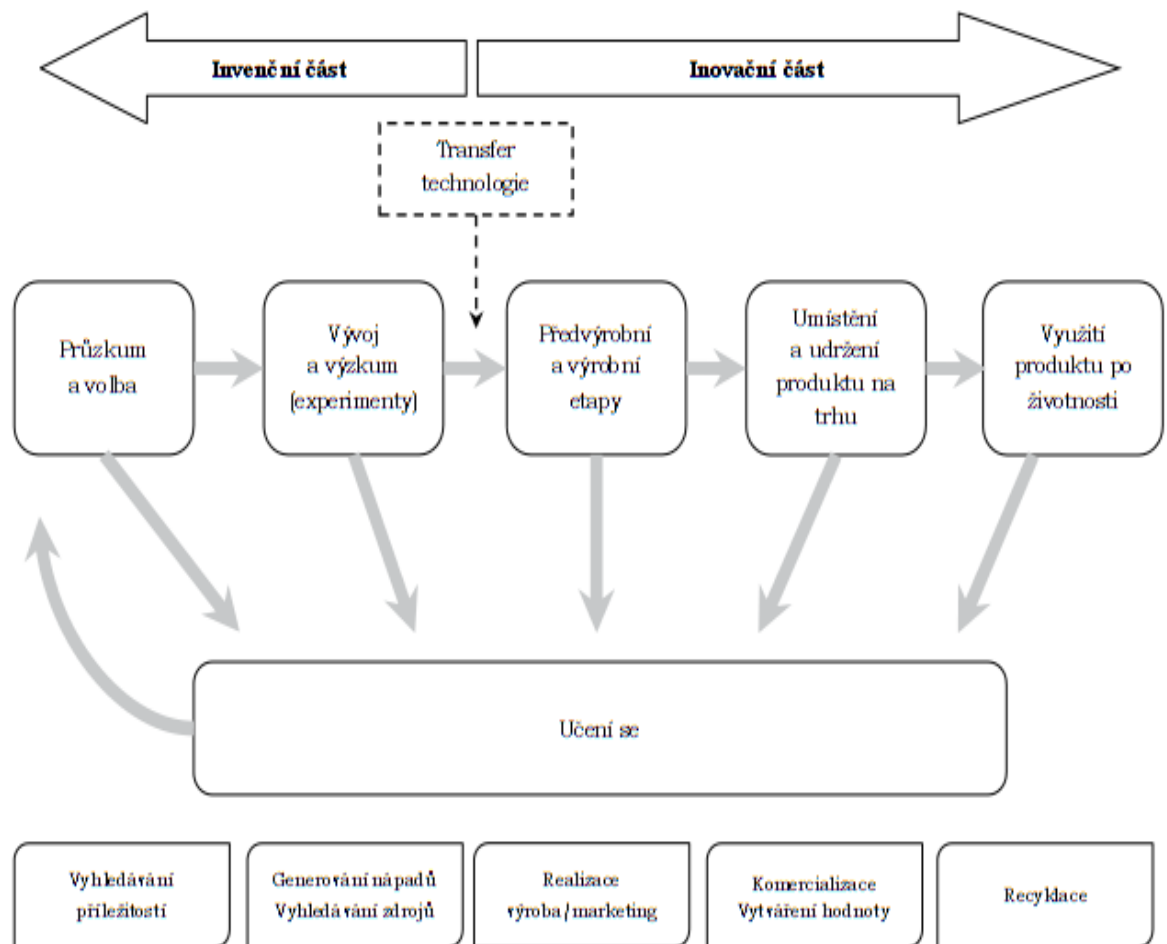 Invenční část
Inovační část
Transfer
technologie
Průzkum
a volba
Vývoj
a výzkum
(experimenty)
Předvýrobní
a výrobní
etapy
Umístění
a udržení
produktu na
trhu
Využití
produktu po
životnosti
Učení se
Vyhledávání
příležitostí
Generování nápadů
Vyhledávání zdrojů
Realizace
výroba/marketing
Komercializace
Vytváření hodnoty
Recyklace